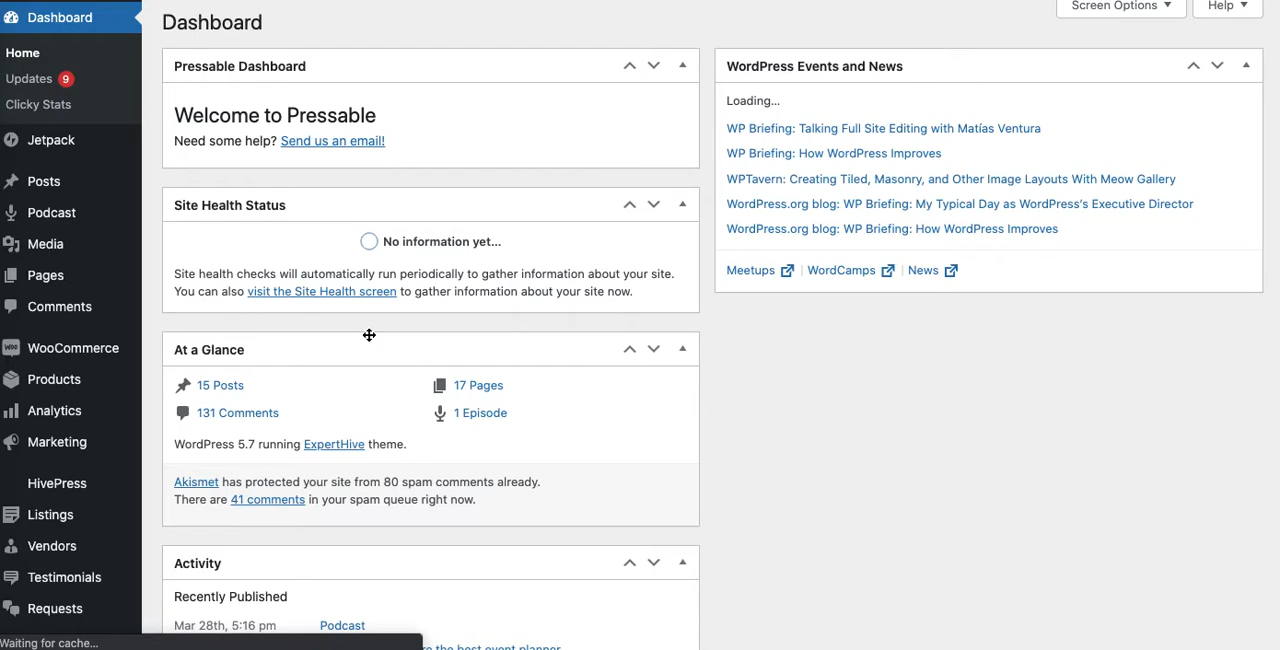 Dashboard
Home
Updates 9
Clicky Stats
Jetpack
Posts
Podcast
Media
Pages
Comments
WooCommerce
Products
Analytics
Marketing
HivePress
Listings
Vendors
Testimonials
Requests
Waiting for cache...
Screen Options
Help
Dashboard
Pressable Dashboard
Welcome to Pressable
Need some help? Send us an email!
Site Health Status
No information yet...
Site health checks will automatically run periodically to gather information about your site.
You can also visit the Site Health screen to gather information about your site now.
At a Glance
15 Posts
17 Pages
131 Comments
1 Episode
WordPress 5.7 running ExpertHive theme.
Akismet has protected your site from 80 spam comments already.
There are 41 comments in your spam queue right now.
Activity
Recently Published
Mar 28th, 5:16 pm Podcast
the best event planner
WordPress Events and News
Loading...
WP Briefing: Talking Full Site Editing with Matías Ventura
WP Briefing: How WordPress Improves
WPTavern: Creating Tiled, Masonry, and Other Image Layouts With Meow Gallery
WordPress.org blog: WP Briefing: My Typical Day as WordPress's Executive Director
WordPress.org blog: WP Briefing: How WordPress Improves
Meetups | WordCamps | News